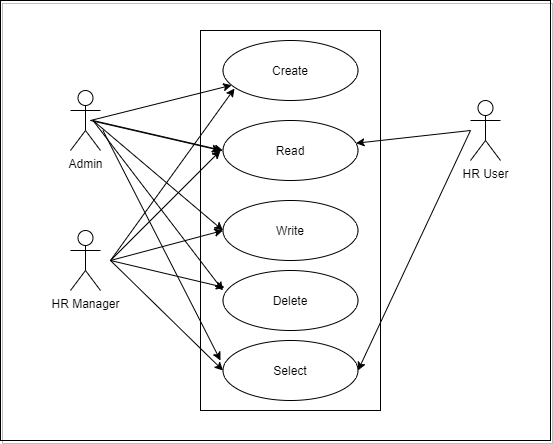 Create
Read
Write
Delete
Select
Admin
HR Manager
HR User